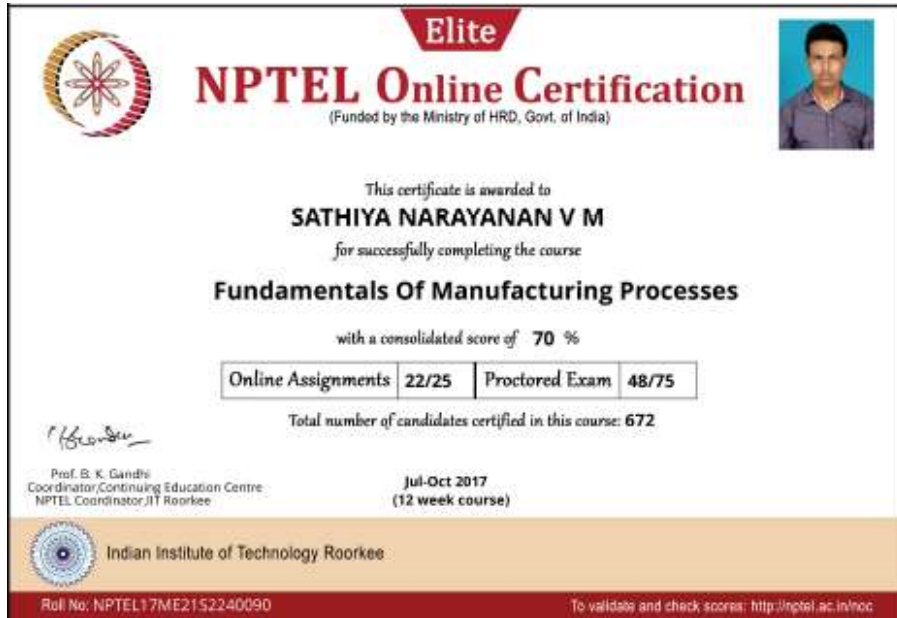 Elite
NPTEL Online Certification
(Funded by the Ministry of HRD, Govt. of India)
This certificate is awarded to
SATHIYA NARAYANAN V M
for successfully completing the course
Fundamentals Of Manufacturing Processes
with a consolidated score of 70 %
Online Assignments 22/25 Proctored Exam 48/75
Total number of candidates certified in this course: 672
Prof. B. K. Gandhi
Coordinator,Continuing Education Centre
NPTEL Coordinator,IIT Roorkee
Jul-Oct 2017
(12 week course)
Indian Institute of Technology Roorkee
Roll No: NPTEL17ME21S2240090
To validate and check scores: http://nptel.ac.in/noc